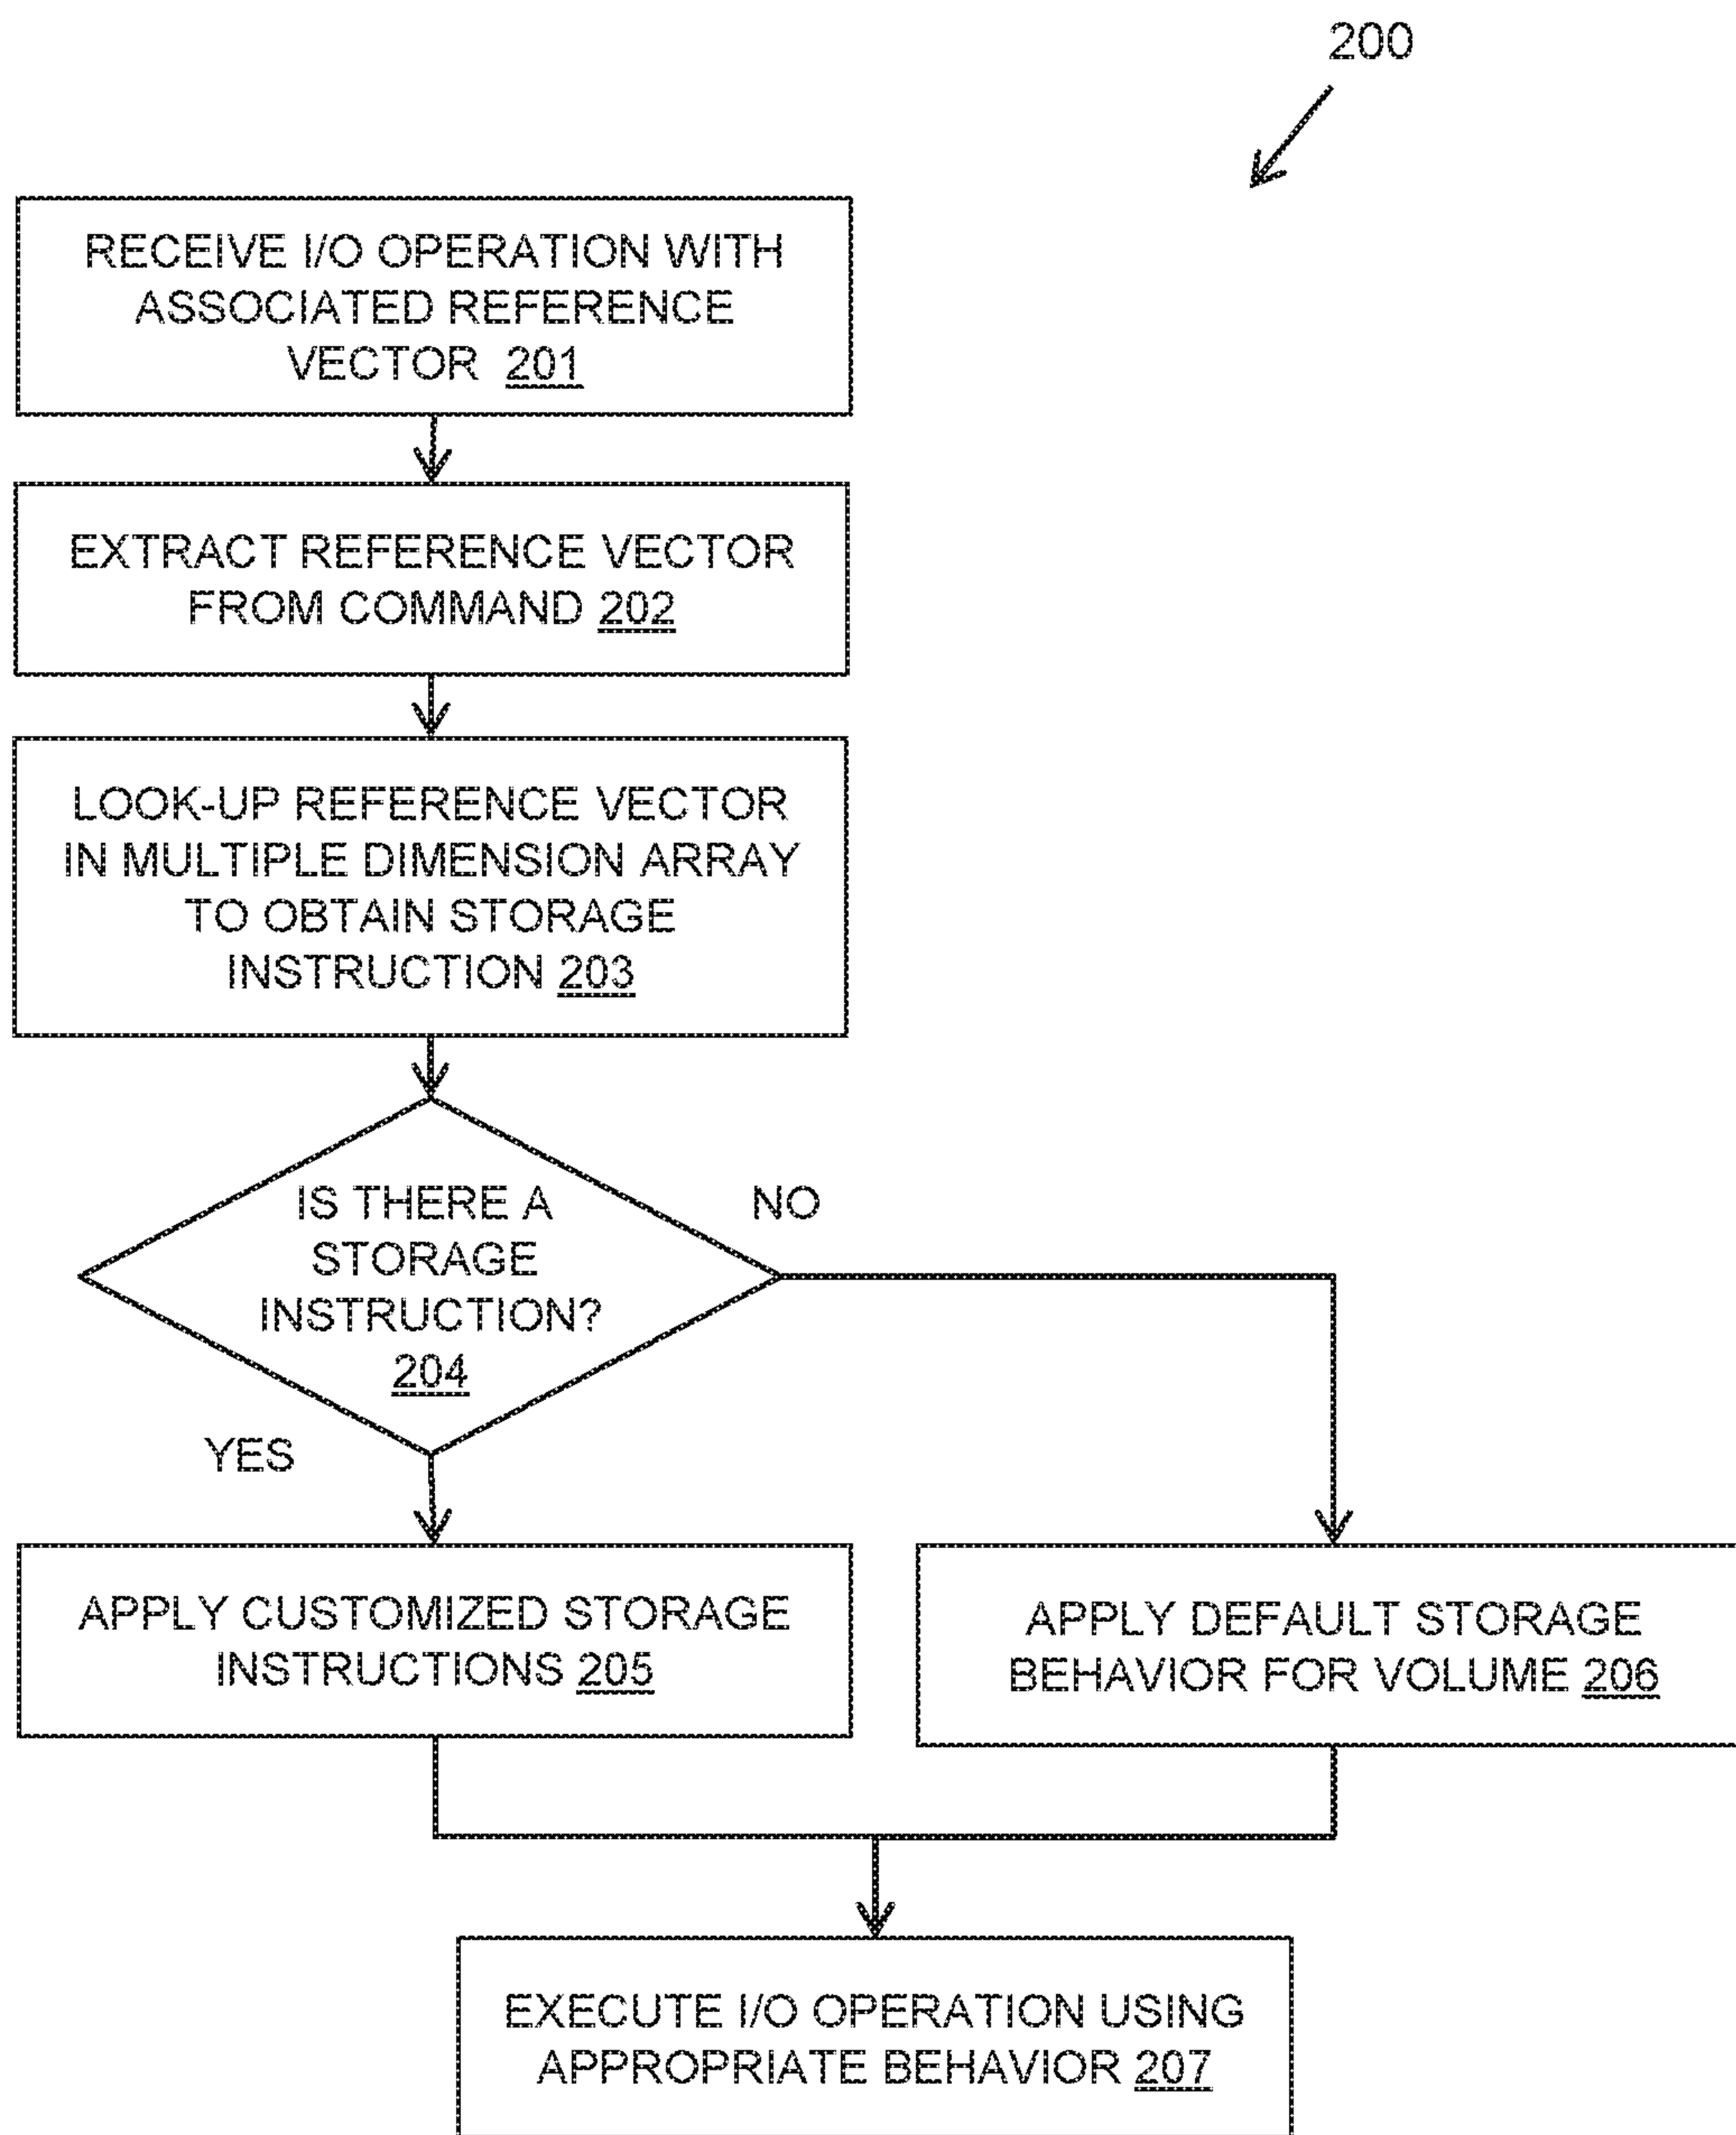 200
RECEIVE I/O OPERATION WITH
ASSOCIATED REFERENCE
VECTOR 201
EXTRACT REFERENCE VECTOR
FROM COMMAND 202
LOOK-UP REFERENCE VECTOR
IN MULTIPLE DIMENSION ARRAY
TO OBTAIN STORAGE
INSTRUCTION 203
IS THERE A
STORAGE
INSTRUCTION?
204
NO
YES
APPLY CUSTOMIZED STORAGE
INSTRUCTIONS 205
APPLY DEFAULT STORAGE
BEHAVIOR FOR VOLUME 206
EXECUTE I/O OPERATION USING
APPROPRIATE BEHAVIOR 207